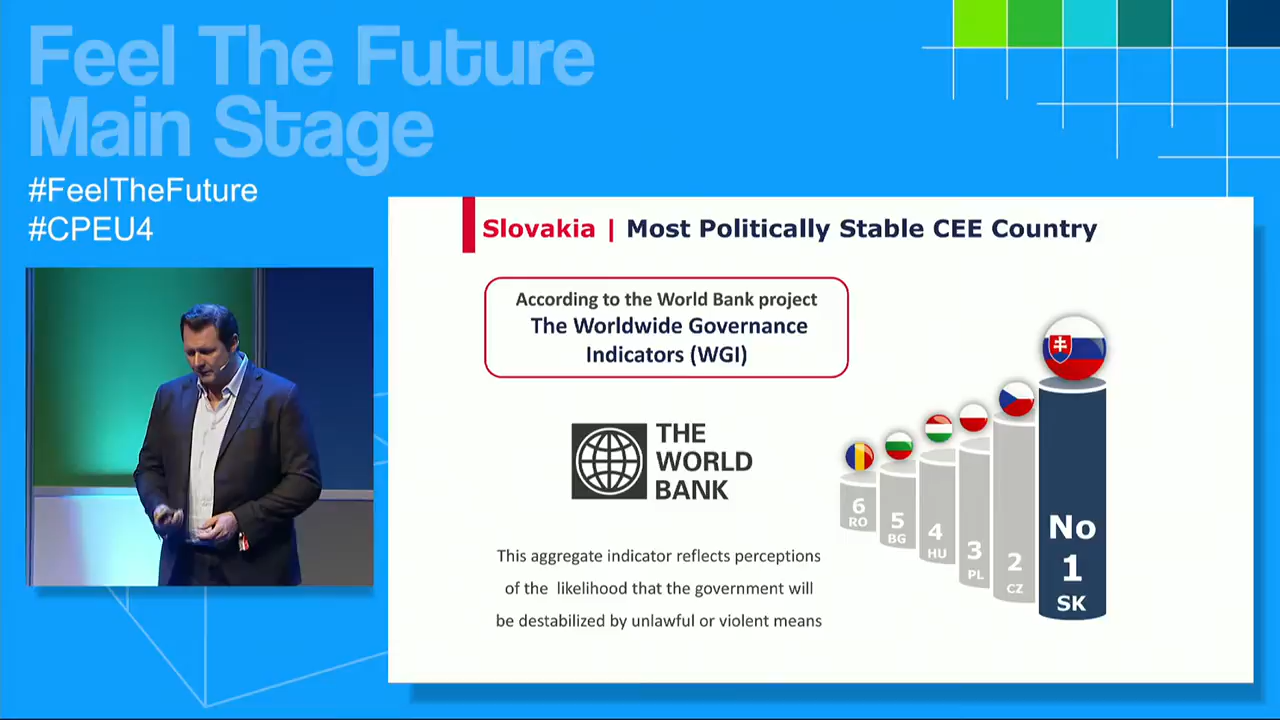 Feel The Future
Main Stage
#FeelTheFuture
#CPEU4
Slovakia | Most Politically Stable CEE Country
According to the World Bank project
The Worldwide Governance
Indicators (WGI)
THE
WORLD
BANK
This aggregate indicator reflects perceptions
of the likelihood that the government will
be destabilized by unlawful or violent means
6
RO
5
BG
4
HU
3
PL
2
CZ
No
1
SK